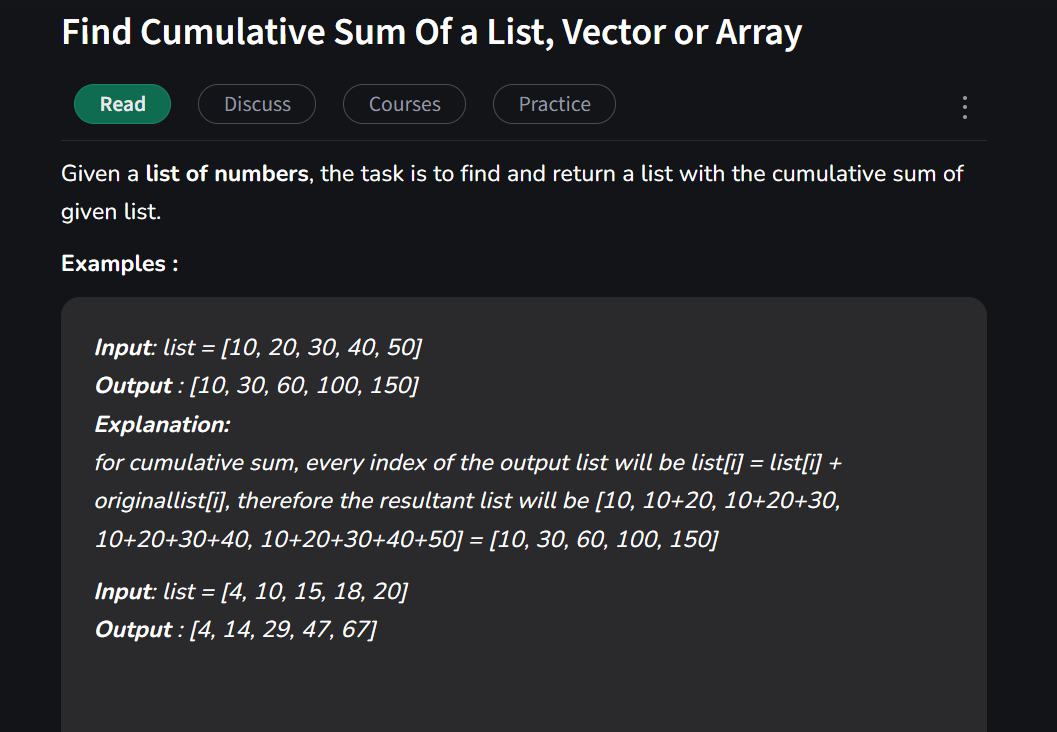 Find Cumulative Sum Of a List, Vector or Array
Read Discuss Courses Practice
Given a list of numbers, the task is to find and return a list with the cumulative sum of
given list.
Examples :
Input: list = [10, 20, 30, 40, 50]
Output : [10, 30, 60, 100, 150]
Explanation:
for cumulative sum, every index of the output list will be list[i] = list[i] +
originallist[i], therefore the resultant list will be [10, 10+20, 10+20+30,
10+20+30+40, 10+20+30+40+50] = [10, 30, 60, 100, 150]
Input: list = [4, 10, 15, 18, 20]
Output : [4, 14, 29, 47, 67]